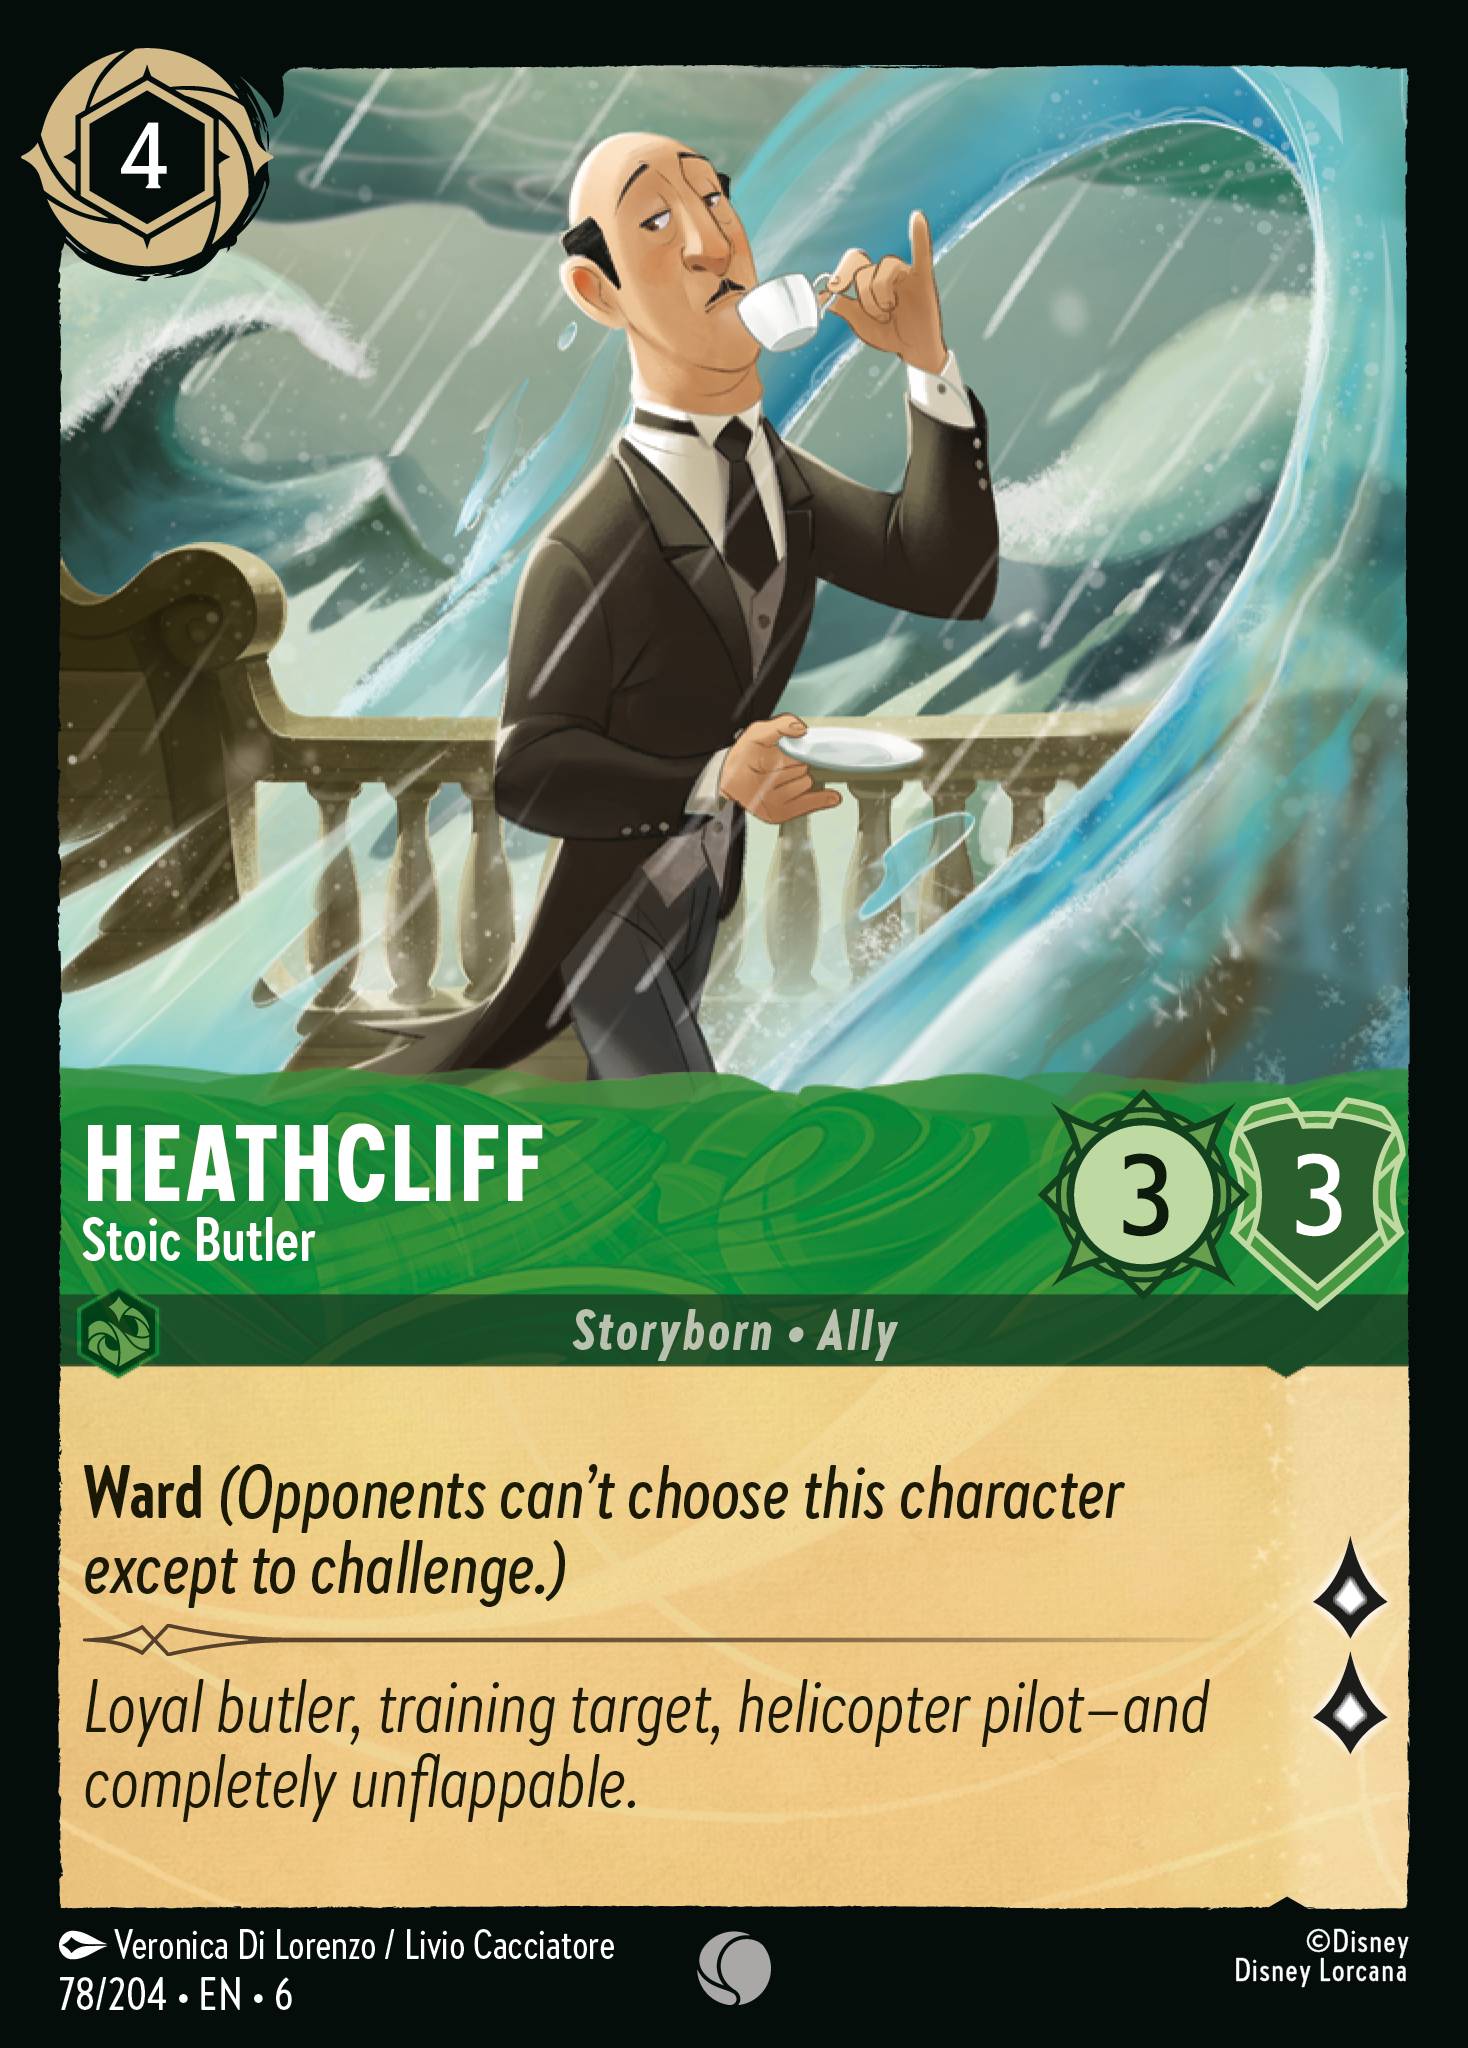 4
HEATHCLIFF
Stoic Butler
3
3
Storyborn • Ally
Ward (Opponents can’t choose this character
except to challenge.)
Loyal butler, training target, helicopter pilot—and
completely unflappable.
Veronica Di Lorenzo / Livio Cacciatore
78/204 • EN • 6
©Disney
Disney Lorcana